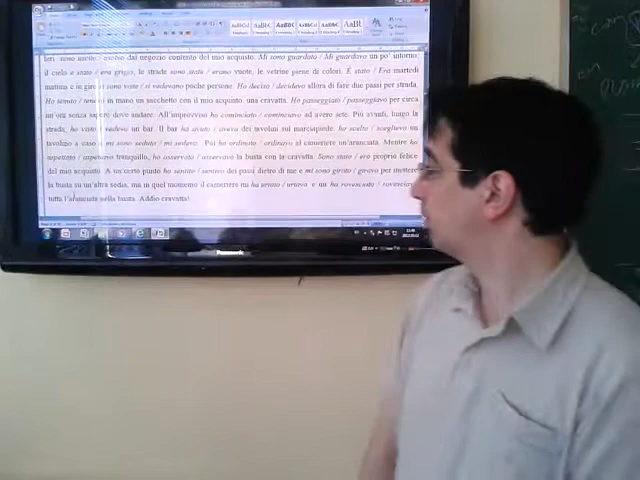 Ieri sono uscito / uscivo dal negozio contento del mio acquisto. Mi sono guardato / Mi guardavo un po' intorno,
il cielo è stato / era grigio, le strade sono state / erano vuote, le vetrine piene di colori. È stato / Era martedì
mattina e in giro si sono viste / si vedevano poche persone. Ho deciso / decidevo allora di fare due passi per strada.
Ho tenuto / tenevo in mano un sacchetto con il mio acquisto, una cravatta. Ho passeggiato / passeggiavo per circa
un'ora senza sapere dove andare. All'improvviso ho cominciato / cominciavo ad avere sete. Più avanti, lungo la
strada, ho visto / vedevo un bar. Il bar ha avuto / aveva dei tavolini sul marciapiede. ho scelto / sceglievo un
tavolino a caso e mi sono seduto / mi sedevo. Poi ho ordinato / ordinavo al cameriere un'aranciata. Mentre ho
aspettato / aspettavo tranquillo, ho osservato / osservavo la busta con la cravatta. Sono stato / ero proprio felice
del mio acquisto. A un certo punto ho sentito / sentivo dei passi dietro di me e mi sono girato / giravo per mettere
la busta su un'altra sedia, ma in quel momento il cameriere mi ha urtato / urtava e mi ha rovesciato / rovesciava
tutta l'aranciata nella busta. Addio cravatta!
Panasonic